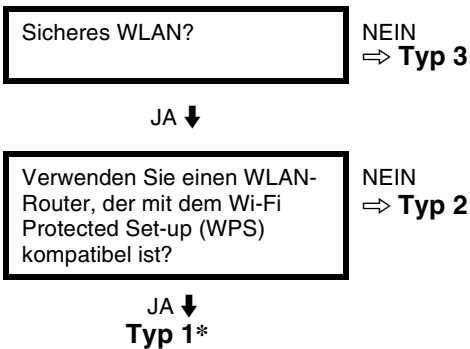 Sicheres WLAN?
NEIN
⇨ Typ 3
JA ⬇
Verwenden Sie einen WLAN-
Router, der mit dem Wi-Fi
Protected Set-up (WPS)
kompatibel ist?
NEIN
⇨ Typ 2
JA ⬇
Typ 1*